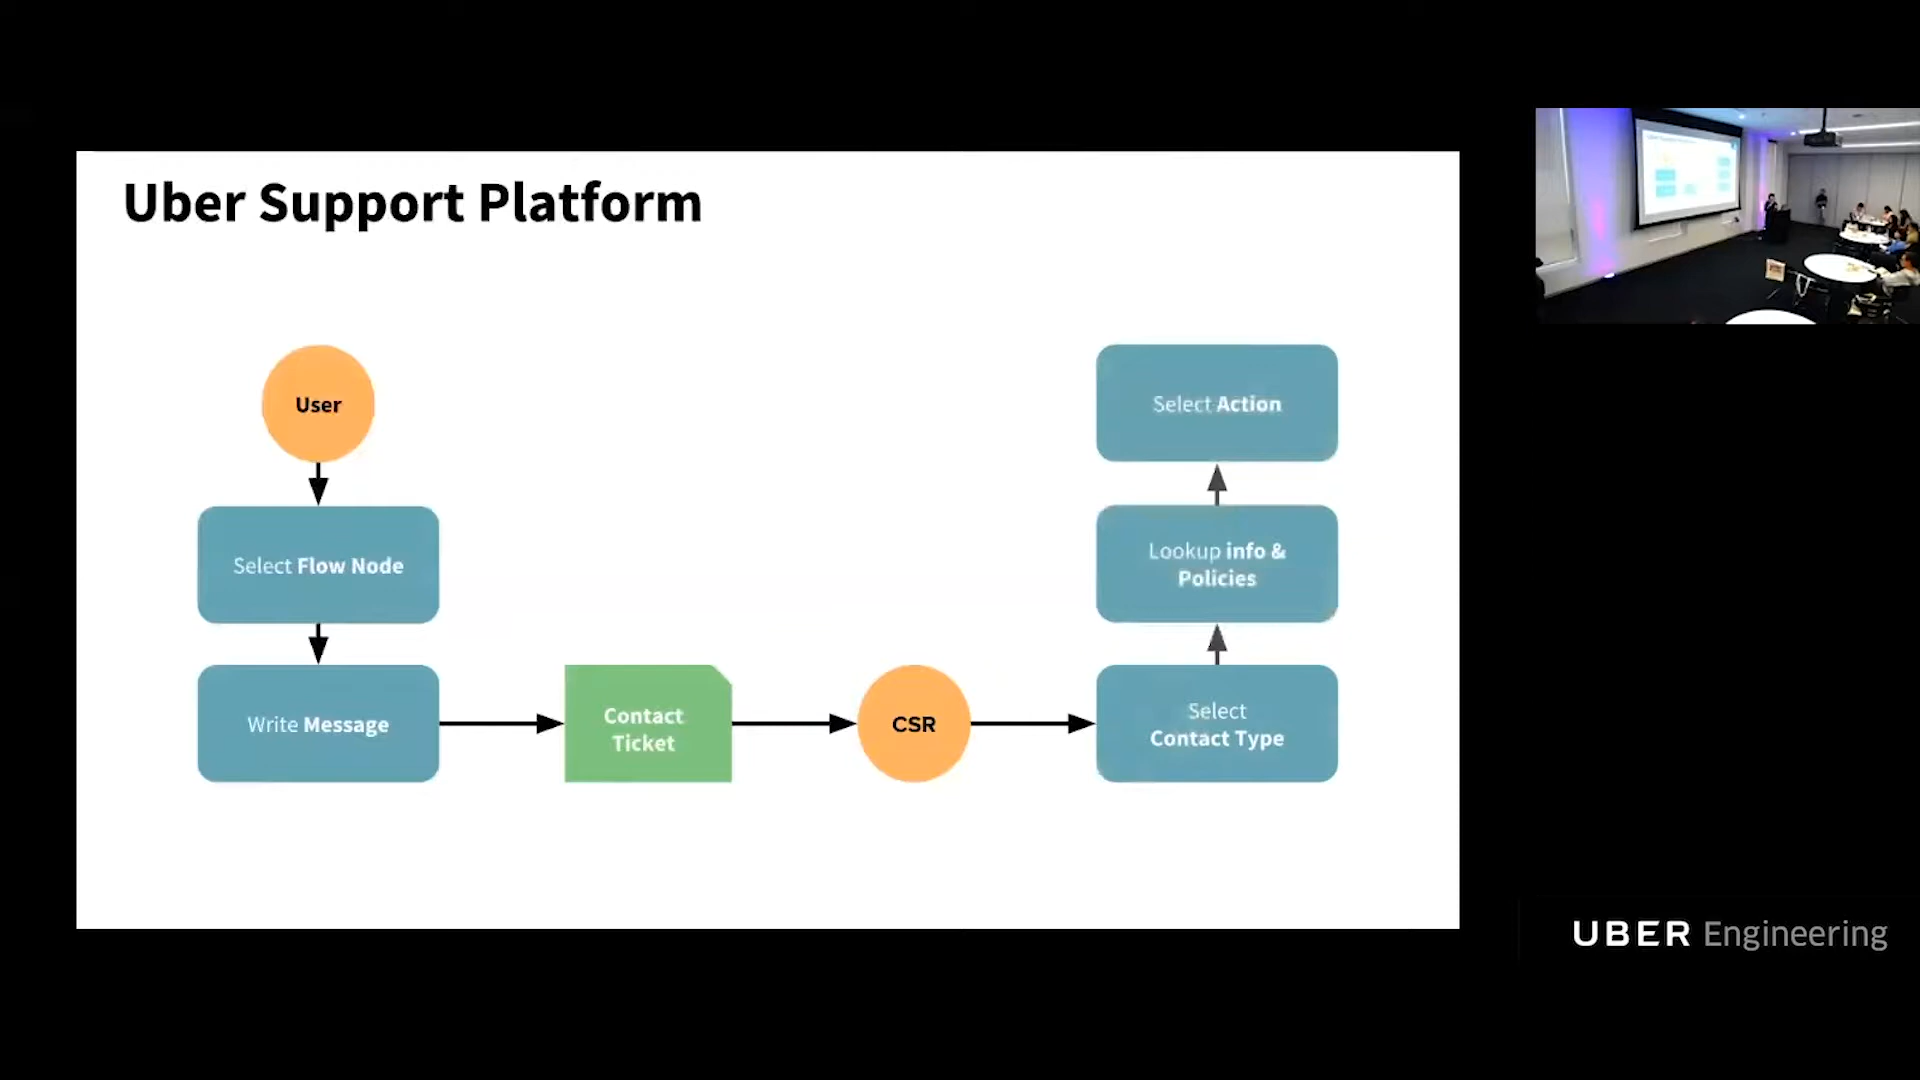 Uber Support Platform
User
Select Flow Node
Write Message
Contact
Ticket
CSR
Select
Contact Type
Lookup info &
Policies
Select Action
UBER Engineering